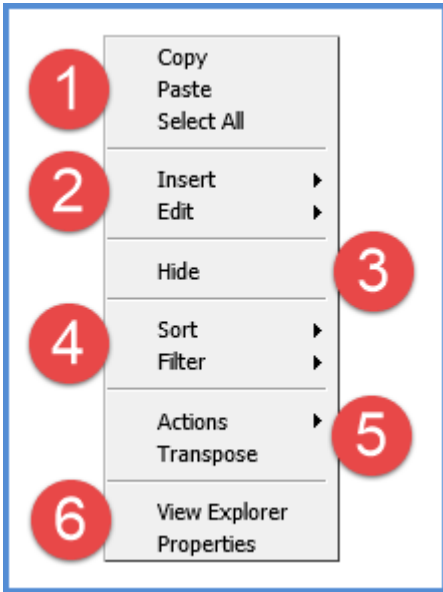 1
Copy
Paste
Select All
2
Insert
Edit
Hide
3
4
Sort
Filter
Actions
5
Transpose
6
View Explorer
Properties